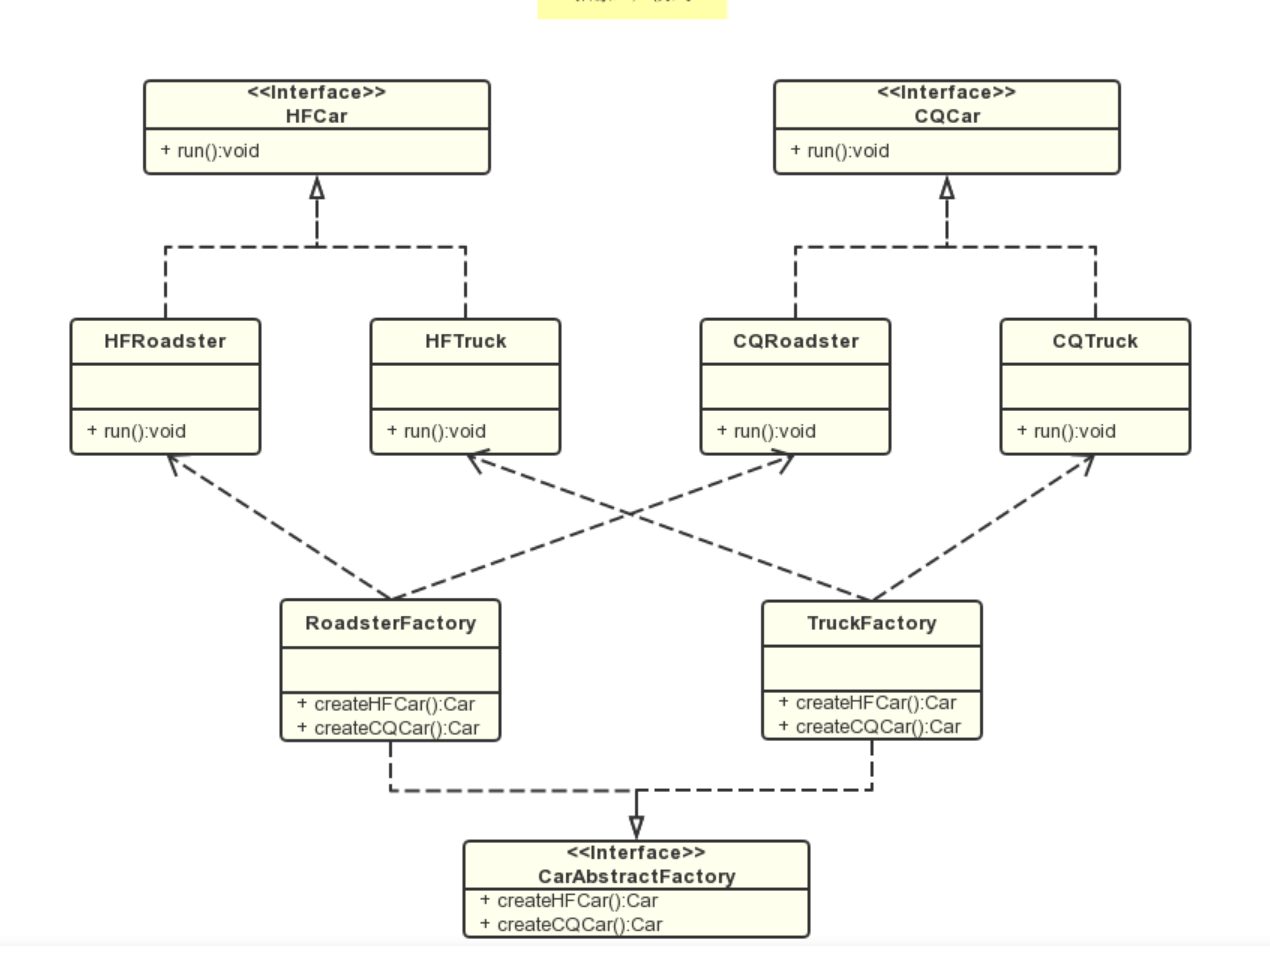 <<Interface>>
HFCar
+ run():void
<<Interface>>
CQCar
+ run():void
HFRoadster
+ run():void
HFTruck
+ run():void
CQRoadster
+ run():void
CQTruck
+ run():void
RoadsterFactory
+ createHFCar():Car
+ createCQCar():Car
TruckFactory
+ createHFCar():Car
+ createCQCar():Car
<<Interface>>
CarAbstractFactory
+ createHFCar():Car
+ createCQCar():Car